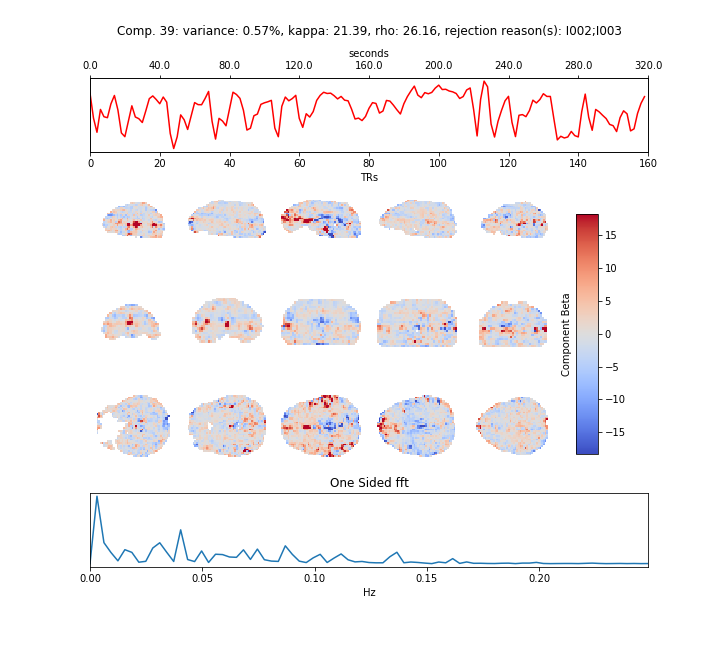 Comp. 39: variance: 0.57%, kappa: 21.39, rho: 26.16, rejection reason(s): I002;I003
seconds
0.0 40.0 80.0 120.0 160.0 200.0 240.0 280.0 320.0
0 20 40 60 80 100 120 140 160
TRs
15
10
5
0
−5
−10
−15
Component Beta
One Sided fft
0.00 0.05 0.10 0.15 0.20
Hz